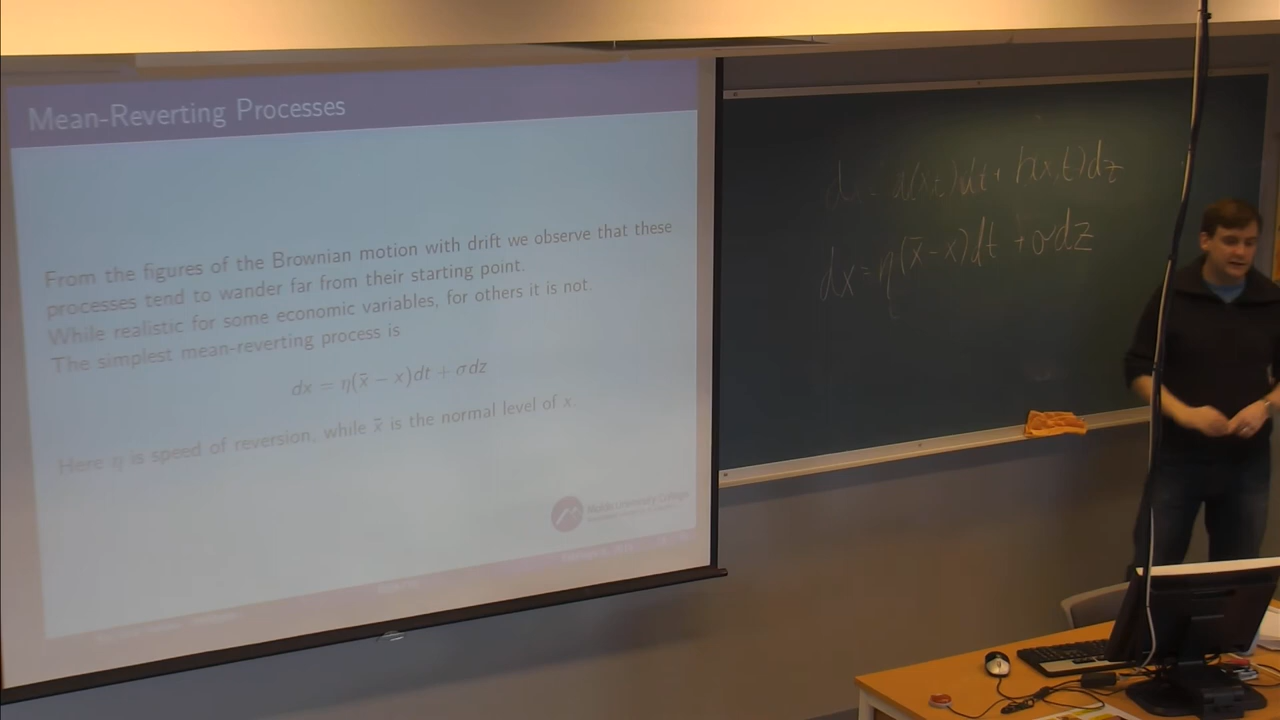 Mean-Reverting Processes
From the figures of the Brownian motion with drift we observe that these
processes tend to wander far from their starting point.
While realistic for some economic variables, for others it is not.
The simplest mean-reverting process is
dx = η(x̄ − x)dt + σdz
Here η is speed of reversion, while x̄ is the normal level of x.
dx = a(x,t)dt + b(x,t)dz
dx = η(x̄ − x)dt + σdz